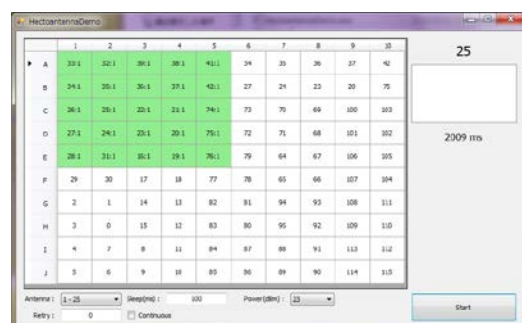 HectoantennaDemo
1 2 3 4 5 6 7 8 9 10
A 33:1 32:1 39:1 38:1 41:1 34 35 36 37 42
B 34:1 35:1 36:1 37:1 42:1 27 24 23 20 75
C 26:1 25:1 22:1 21:1 74:1 73 70 69 100 103
D 27:1 24:1 23:1 20:1 75:1 72 71 68 101 102
E 28:1 31:1 16:1 19:1 76:1 79 64 67 106 105
F 29 30 17 18 77 78 65 66 107 104
G 2 1 14 13 82 81 94 93 108 111
H 3 0 15 12 83 80 95 92 109 110
I 4 7 8 11 84 87 88 91 113 112
J 5 6 9 10 85 86 89 90 114 115
25
2009 ms
Antenna : 1 - 25 Sleep(ms) : 100 Power(dBm) : 23
Retry : 0 Continuous
Start